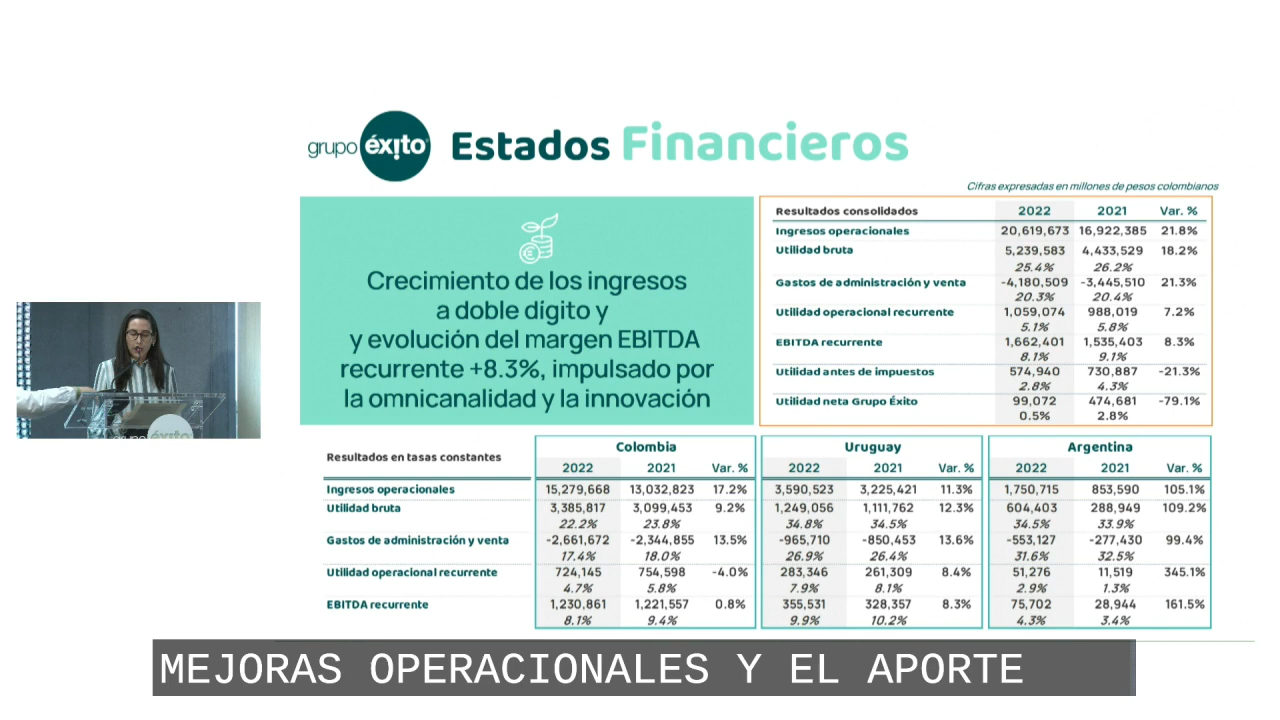 grupo éxito
Estados Financieros
Cifras expresadas en millones de pesos colombianos
Crecimiento de los ingresos
a doble dígito y
y evolución del margen EBITDA
recurrente +8.3%, impulsado por
la omnicanalidad y la innovación
Resultados consolidados 2022 2021 Var. %
Ingresos operacionales 20,619,673 16,922,385 21.8%
Utilidad bruta 5,239,583 4,433,529 18.2%
25.4% 26.2%
Gastos de administración y venta -4,180,509 -3,445,510 21.3%
20.3% 20.4%
Utilidad operacional recurrente 1,059,074 988,019 7.2%
5.1% 5.8%
EBITDA recurrente 1,662,401 1,535,403 8.3%
8.1% 9.1%
Utilidad antes de impuestos 574,940 730,887 -21.3%
2.8% 4.3%
Utilidad neta Grupo Éxito 99,072 474,681 -79.1%
0.5% 2.8%
grupo éxito
Colombia Uruguay Argentina
Resultados en tasas constantes
2022 2021 Var. % 2022 2021 Var. % 2022 2021 Var. %
Ingresos operacionales 15,279,668 13,032,823 17.2% 3,590,523 3,225,421 11.3% 1,750,715 853,590 105.1%
Utilidad bruta 3,385,817 3,099,453 9.2% 1,249,056 1,111,762 12.3% 604,403 288,949 109.2%
22.2% 23.8% 34.8% 34.5% 34.5% 33.9%
Gastos de administración y venta -2,661,672 -2,344,855 13.5% -965,710 -850,453 13.6% -553,127 -277,430 99.4%
17.4% 18.0% 26.9% 26.4% 31.6% 32.5%
Utilidad operacional recurrente 724,145 754,598 -4.0% 283,346 261,309 8.4% 51,276 11,519 345.1%
4.7% 5.8% 7.9% 8.1% 2.9% 1.3%
EBITDA recurrente 1,230,861 1,221,557 0.8% 355,531 328,357 8.3% 75,702 28,944 161.5%
8.1% 9.4% 9.9% 10.2% 4.3% 3.4%
MEJORAS OPERACIONALES Y EL APORTE